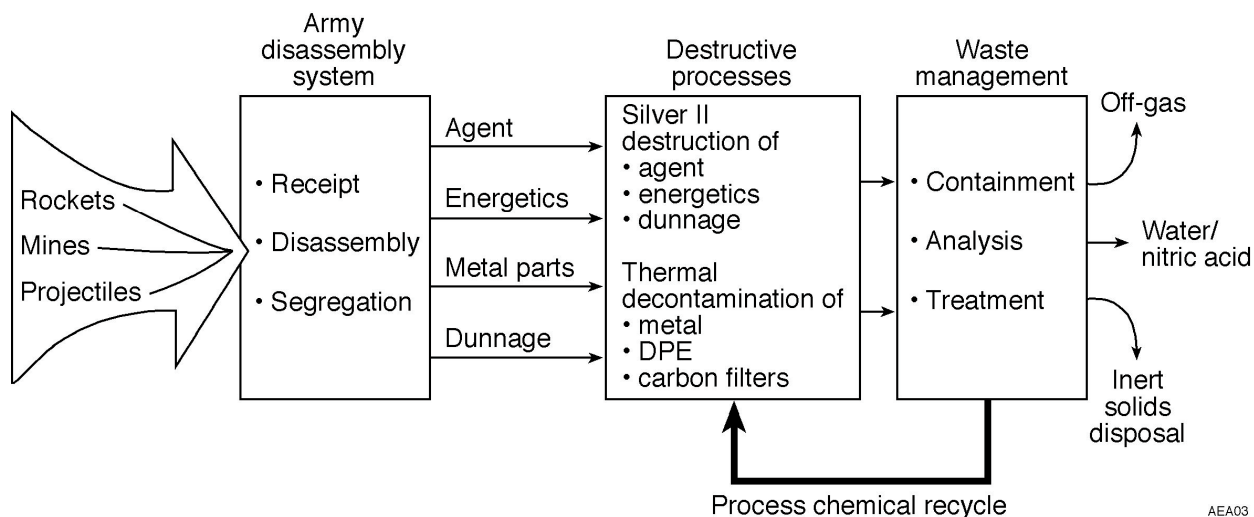 Army
disassembly
system
Destructive
processes
Waste
management
Rockets
Mines
Projectiles
• Receipt
• Disassembly
• Segregation
Agent
Energetics
Metal parts
Dunnage
Silver II
destruction of
• agent
• energetics
• dunnage
Thermal
decontamination of
• metal
• DPE
• carbon filters
• Containment
• Analysis
• Treatment
Off-gas
Water/
nitric acid
Inert
solids
disposal
Process chemical recycle
AEA03